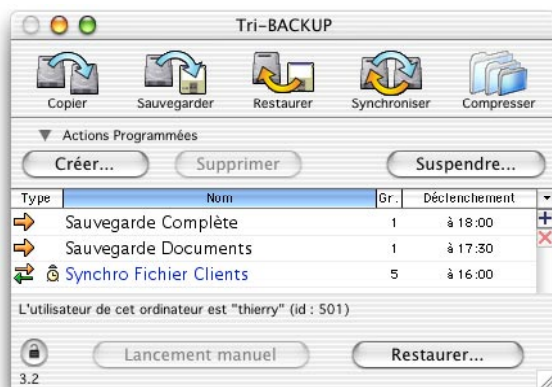 Tri-BACKUP
Copier Sauvegarder Restaurer Synchroniser Compresser
Actions Programmées
Créer... Supprimer Suspendre...
Type Nom Gr. Déclenchement
Sauvegarde Complète 1 à 18:00
Sauvegarde Documents 1 à 17:30
Synchro Fichier Clients 5 à 16:00
L'utilisateur de cet ordinateur est "thierry" (id : 501)
Lancement manuel Restaurer...
3.2